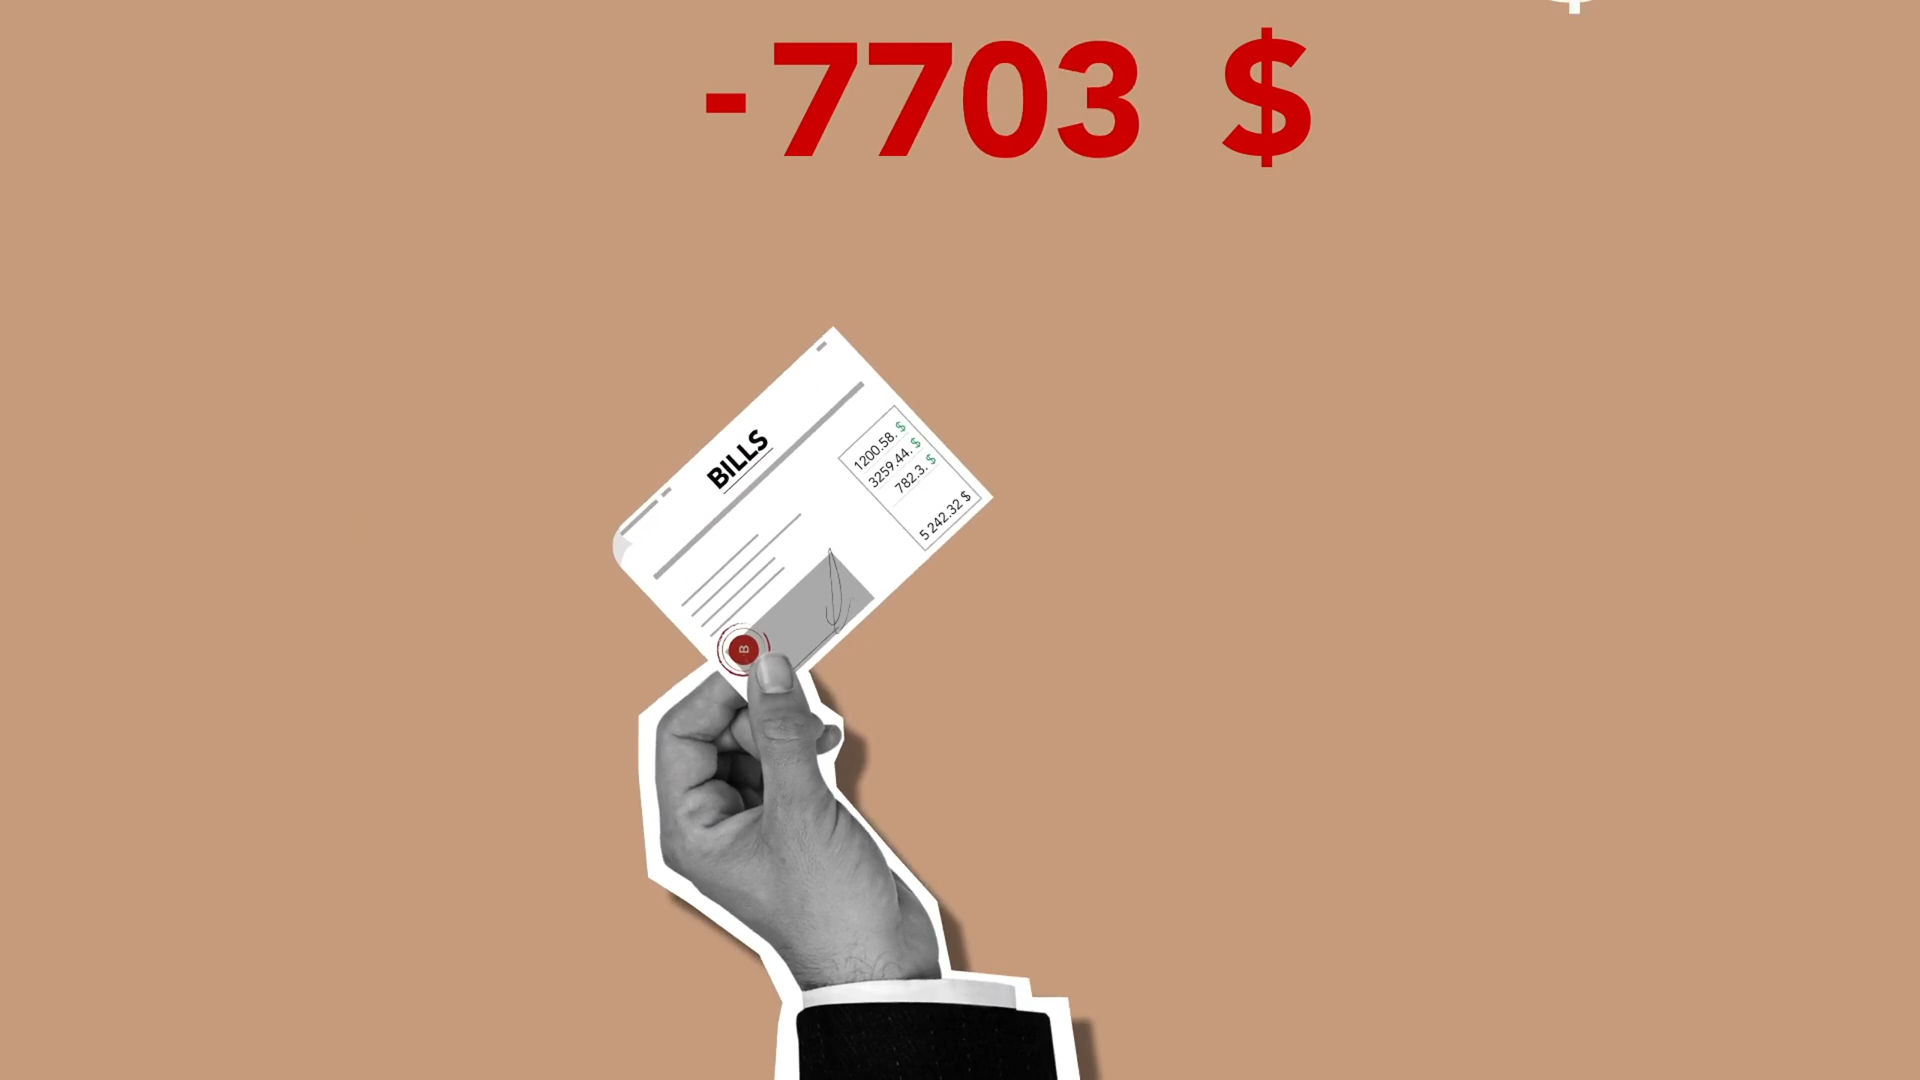 -7703 $
BILLS
1200.58. $
3259.44. $
782.3. $
5 242.32 $
B